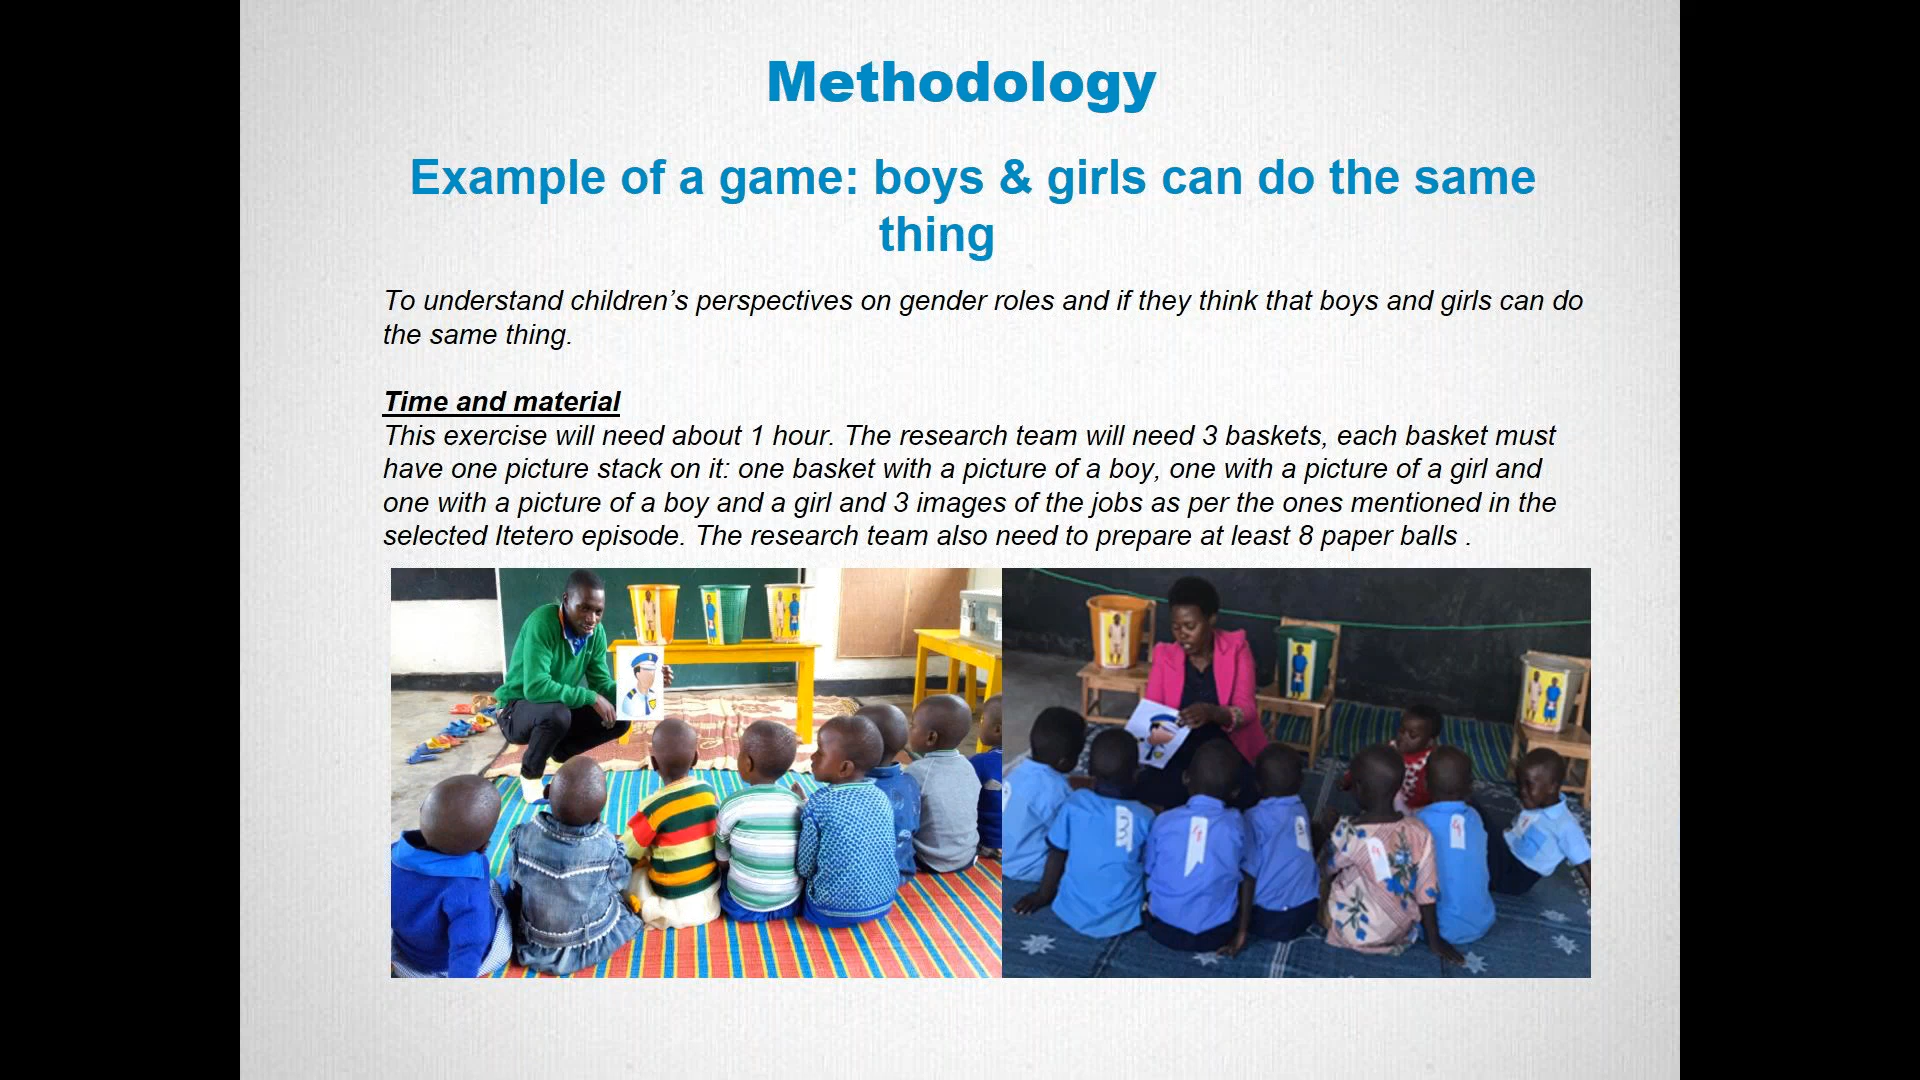 Methodology
Example of a game: boys & girls can do the same
thing
To understand children’s perspectives on gender roles and if they think that boys and girls can do
the same thing.
Time and material
This exercise will need about 1 hour. The research team will need 3 baskets, each basket must
have one picture stack on it: one basket with a picture of a boy, one with a picture of a girl and
one with a picture of a boy and a girl and 3 images of the jobs as per the ones mentioned in the
selected Itetero episode. The research team also need to prepare at least 8 paper balls .